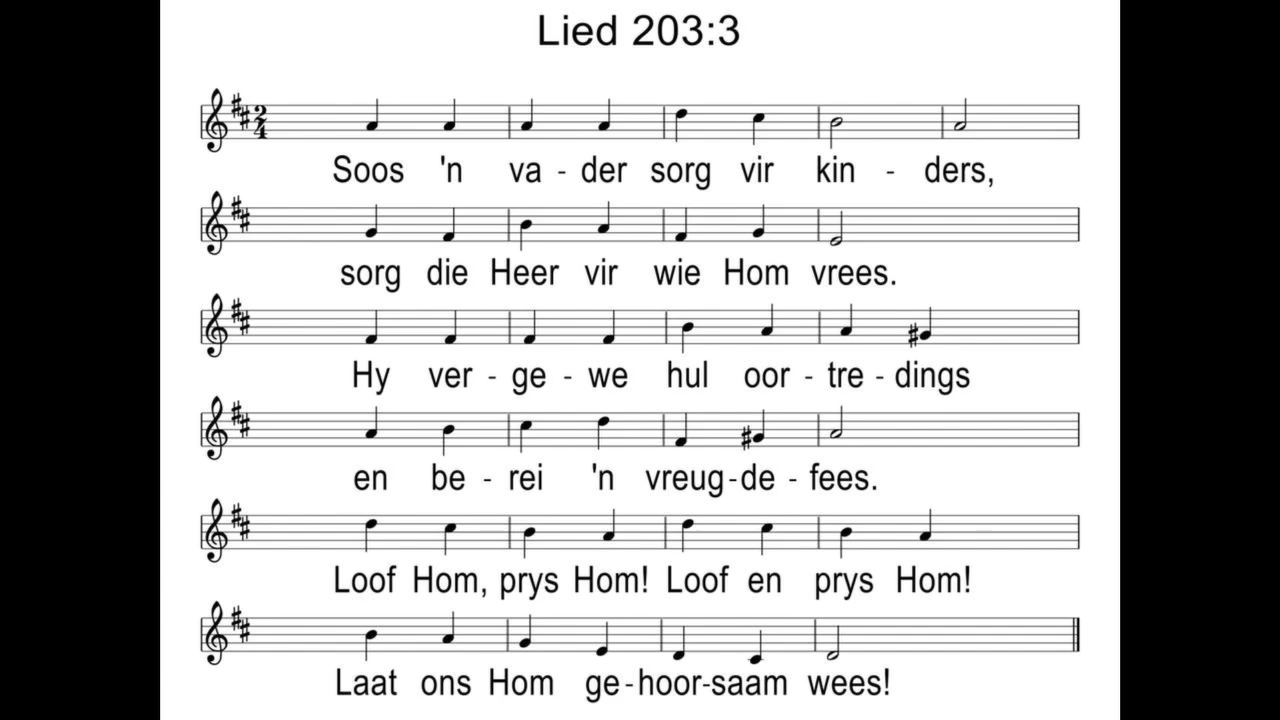 Lied 203:3
2
4
Soos 'n va - der sorg vir kin - ders,
sorg die Heer vir wie Hom vrees.
Hy ver - ge - we hul oor - tre - dings
en be - rei 'n vreug-de - fees.
Loof Hom, prys Hom! Loof en prys Hom!
Laat ons Hom ge-hoor-saam wees!